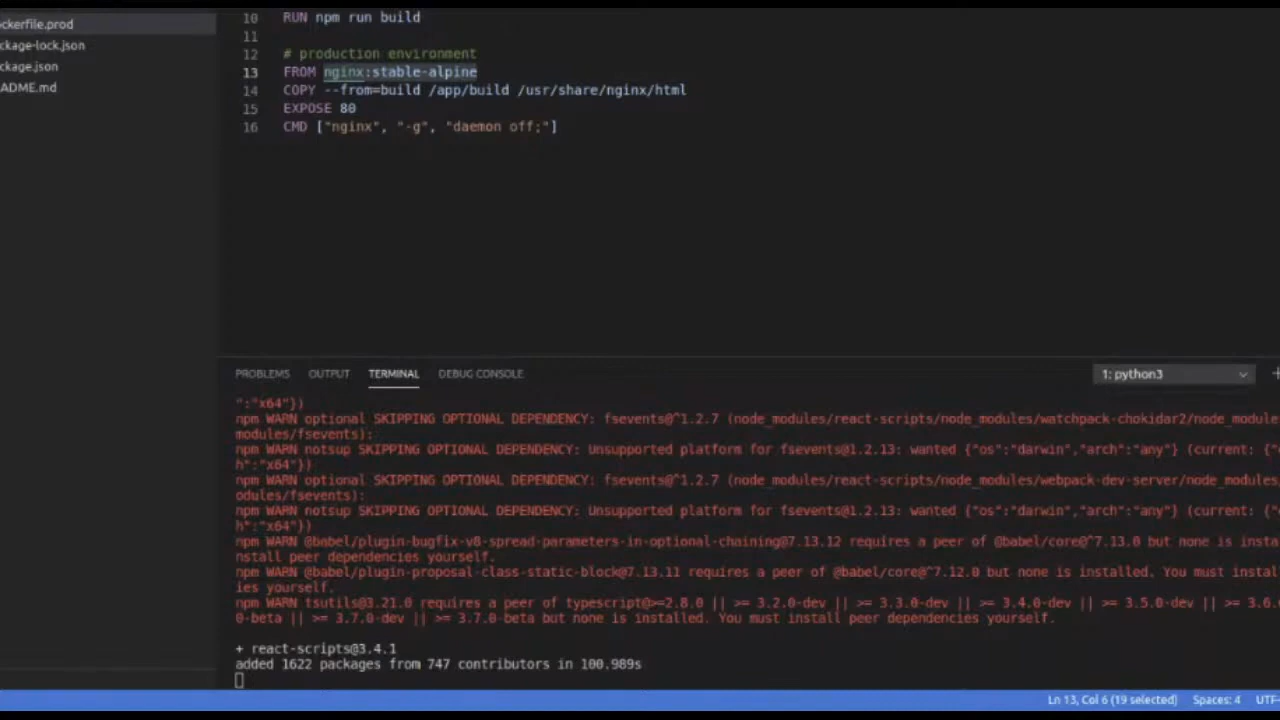 ockerfile.prod
ckage-lock.json
ckage.json
ADME.md
10 RUN npm run build
11
12 # production environment
13 FROM nginx:stable-alpine
14 COPY --from=build /app/build /usr/share/nginx/html
15 EXPOSE 80
16 CMD ["nginx", "-g", "daemon off;"]
PROBLEMS OUTPUT TERMINAL DEBUG CONSOLE 1: python3
":"x64"})
npm WARN optional SKIPPING OPTIONAL DEPENDENCY: fsevents@^1.2.7 (node_modules/react-scripts/node_modules/watchpack-chokidar2/node_module
modules/fsevents):
npm WARN notsup SKIPPING OPTIONAL DEPENDENCY: Unsupported platform for fsevents@1.2.13: wanted {"os":"darwin","arch":"any"} (current: {"
h":"x64"})
npm WARN optional SKIPPING OPTIONAL DEPENDENCY: fsevents@^1.2.7 (node_modules/react-scripts/node_modules/webpack-dev-server/node_modules
odules/fsevents):
npm WARN notsup SKIPPING OPTIONAL DEPENDENCY: Unsupported platform for fsevents@1.2.13: wanted {"os":"darwin","arch":"any"} (current: {"
h":"x64"})
npm WARN @babel/plugin-bugfix-v8-spread-parameters-in-optional-chaining@7.13.12 requires a peer of @babel/core@^7.13.0 but none is insta
nstall peer dependencies yourself.
npm WARN @babel/plugin-proposal-class-static-block@7.13.11 requires a peer of @babel/core@^7.12.0 but none is installed. You must instal
ies yourself.
npm WARN tsutils@3.21.0 requires a peer of typescript@>=2.8.0 || >= 3.2.0-dev || >= 3.3.0-dev || >= 3.4.0-dev || >= 3.5.0-dev || >= 3.6.
0-beta || >= 3.7.0-dev || >= 3.7.0-beta but none is installed. You must install peer dependencies yourself.
+ react-scripts@3.4.1
added 1622 packages from 747 contributors in 100.989s
Ln 13, Col 6 (19 selected) Spaces: 4 UTF-